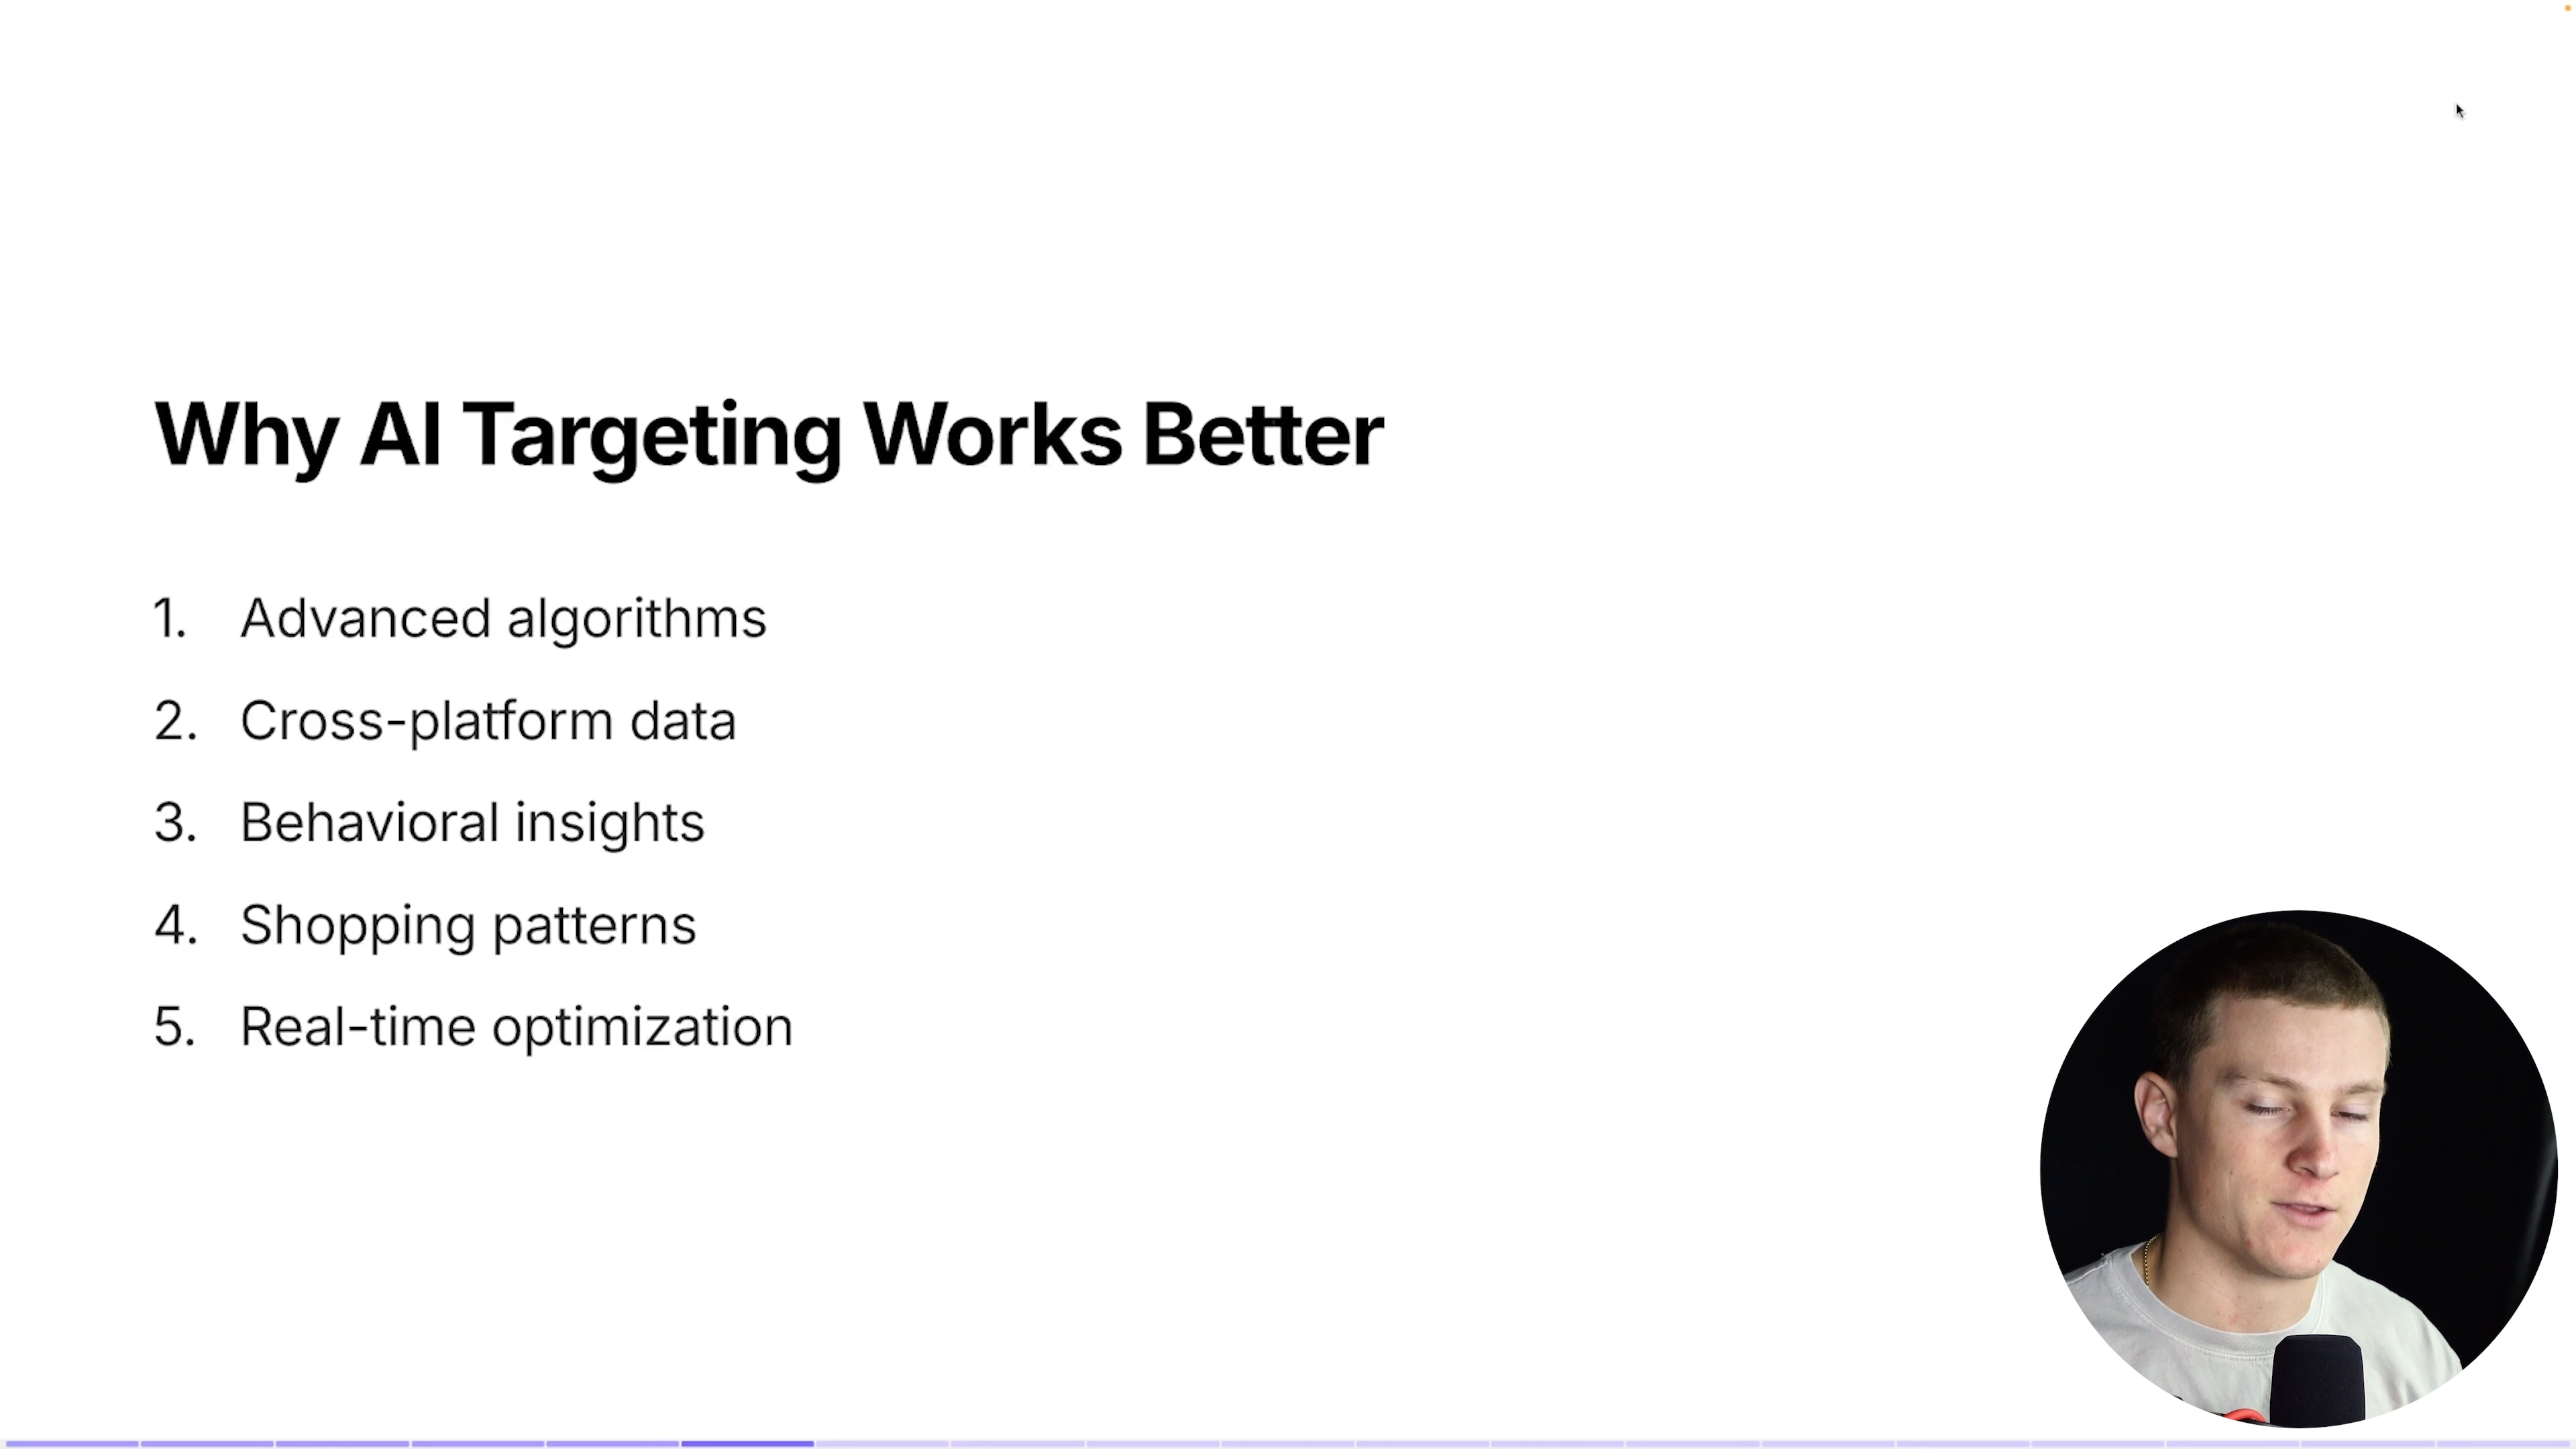 Why AI Targeting Works Better
1. Advanced algorithms
2. Cross-platform data
3. Behavioral insights
4. Shopping patterns
5. Real-time optimization